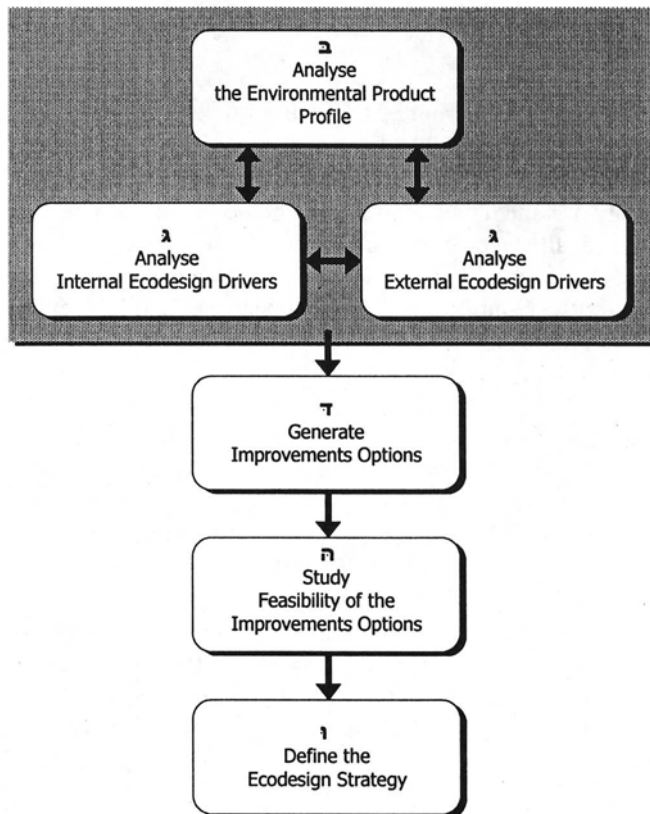 בּ
Analyse
the Environmental Product
Profile
גּ
Analyse
Internal Ecodesign Drivers
גּ
Analyse
External Ecodesign Drivers
דּ
Generate
Improvements Options
הּ
Study
Feasibility of the
Improvements Options
וּ
Define the
Ecodesign Strategy